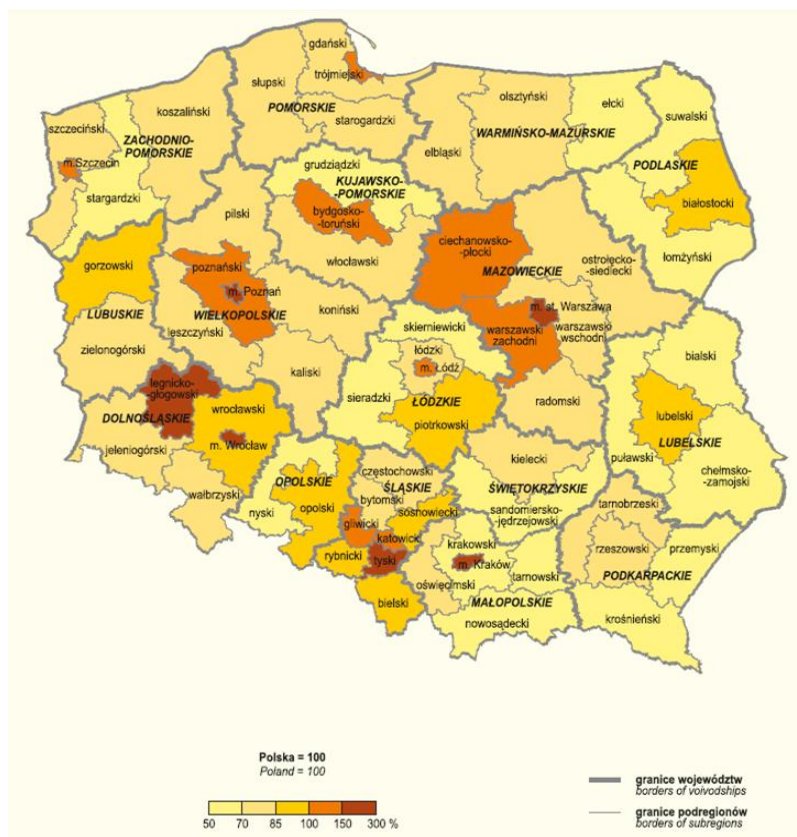 gdański
trójmiejski
słupski
POMORSKIE
koszaliński
starogardzki
szczeciński
ZACHODNIO-
-POMORSKIE
m.Szczecin
stargardzki
olsztyński
ełcki
suwalski
WARMIŃSKO-MAZURSKIE
elbląski
PODLASKIE
białostocki
łomżyński
grudziądzki
KUJAWSKO-
-POMORSKIE
bydgosko-
-toruński
włocławski
pilski
poznański
m. Poznań
WIELKOPOLSKIE
koniński
leszczyński
kaliski
gorzowski
LUBUSKIE
zielonogórski
ciechanowsko-
-płocki
MAZOWIECKIE
ostrołęcko-
-siedlecki
m. st. Warszawa
warszawski
zachodni
warszawski
wschodni
radomski
skierniewicki
łódzki
m. Łódź
sieradzki
ŁÓDZKIE
piotrkowski
bialski
lubelski
LUBELSKIE
puławski
chełmsko-
-zamojski
legnicko-
-głogowski
DOLNOŚLĄSKIE
wrocławski
m. Wrocław
jeleniogórski
wałbrzyski
OPOLSKIE
opolski
nyski
częstochowski
ŚLĄSKIE
bytomski
sosnowiecki
gliwicki
katowick
rybnicki
tyski
bielski
kielecki
ŚWIĘTOKRZYSKIE
sandomiersko-
-jędrzejowski
krakowski
m. Kraków
oświęcimski
tarnowski
MAŁOPOLSKIE
nowosądecki
tarnobrzeski
rzeszowski
przemyski
PODKARPACKIE
krośnieński
Polska = 100
Poland = 100
50 70 85 100 150 300 %
granice województw
borders of voivodships
granice podregionów
borders of subregions